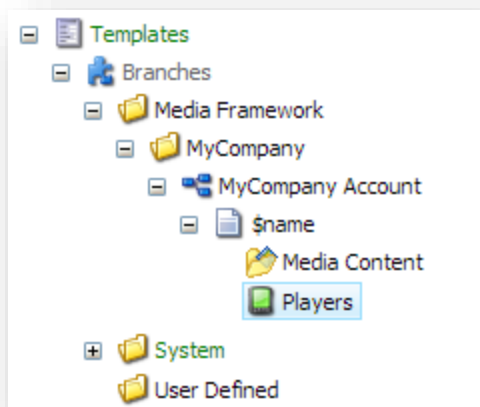 Templates
Branches
Media Framework
MyCompany
MyCompany Account
$name
Media Content
Players
System
User Defined